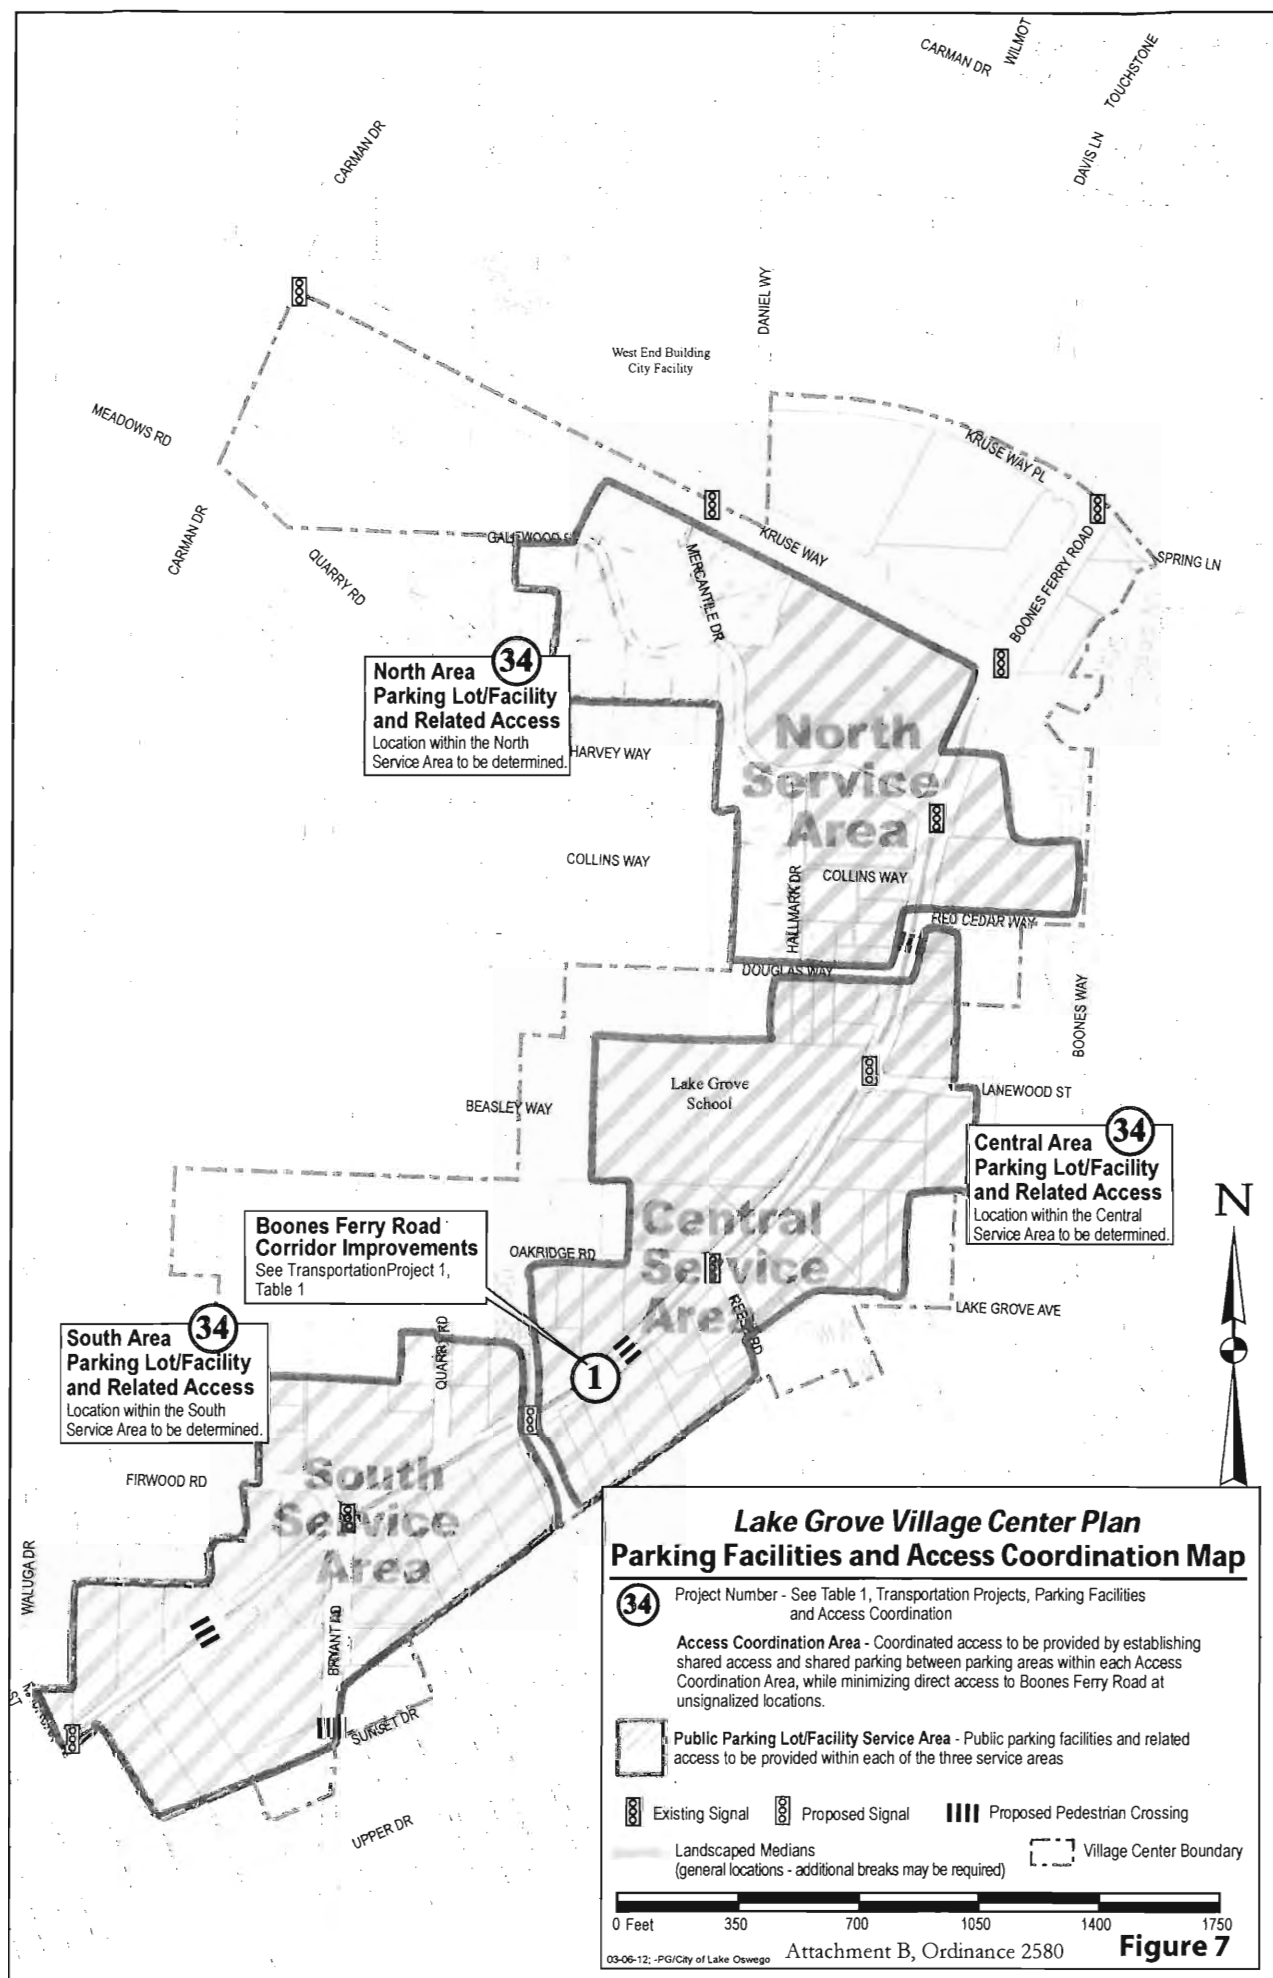 CARMAN DR
WILMOT
TOUCHSTONE
DAVIS LN
CARMAN DR
DANIEL WY
West End Building
City Facility
MEADOWS RD
KRUSE WAY PL
CARMAN DR
QUARRY RD
MERCANTILE DR
KRUSE WAY
BOONES FERRY ROAD
SPRING LN
34
North Area
Parking Lot/Facility
and Related Access
Location within the North
Service Area to be determined.
HARVEY WAY
North
Service
Area
COLLINS WAY
HALLMARK DR
COLLINS WAY
RED CEDAR WAY
DOUGLAS WAY
BOONES WAY
Lake Grove
School
LANEWOOD ST
BEASLEY WAY
34
Central Area
Parking Lot/Facility
and Related Access
Location within the Central
Service Area to be determined.
N
Boones Ferry Road
Corridor Improvements
See TransportationProject 1,
Table 1
OAKRIDGE RD
Central
Service
Area
REESE RD
LAKE GROVE AVE
1
34
South Area
Parking Lot/Facility
and Related Access
Location within the South
Service Area to be determined.
QUARRY RD
FIRWOOD RD
South
Service
Area
WALUGA DR
BRYANT RD
SUNSET DR
UPPER DR
Lake Grove Village Center Plan
Parking Facilities and Access Coordination Map
34
Project Number - See Table 1, Transportation Projects, Parking Facilities
and Access Coordination
Access Coordination Area - Coordinated access to be provided by establishing
shared access and shared parking between parking areas within each Access
Coordination Area, while minimizing direct access to Boones Ferry Road at
unsignalized locations.
Public Parking Lot/Facility Service Area - Public parking facilities and related
access to be provided within each of the three service areas
Existing Signal
Proposed Signal
Proposed Pedestrian Crossing
Landscaped Medians
(general locations - additional breaks may be required)
Village Center Boundary
0 Feet 350 700 1050 1400 1750
03-06-12; -PG/City of Lake Oswego
Attachment B, Ordinance 2580
Figure 7